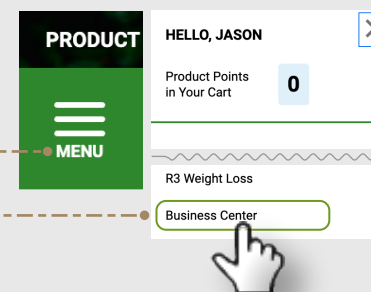 PRODUCT
MENU
HELLO, JASON
Product Points
in Your Cart
0
R3 Weight Loss
Business Center